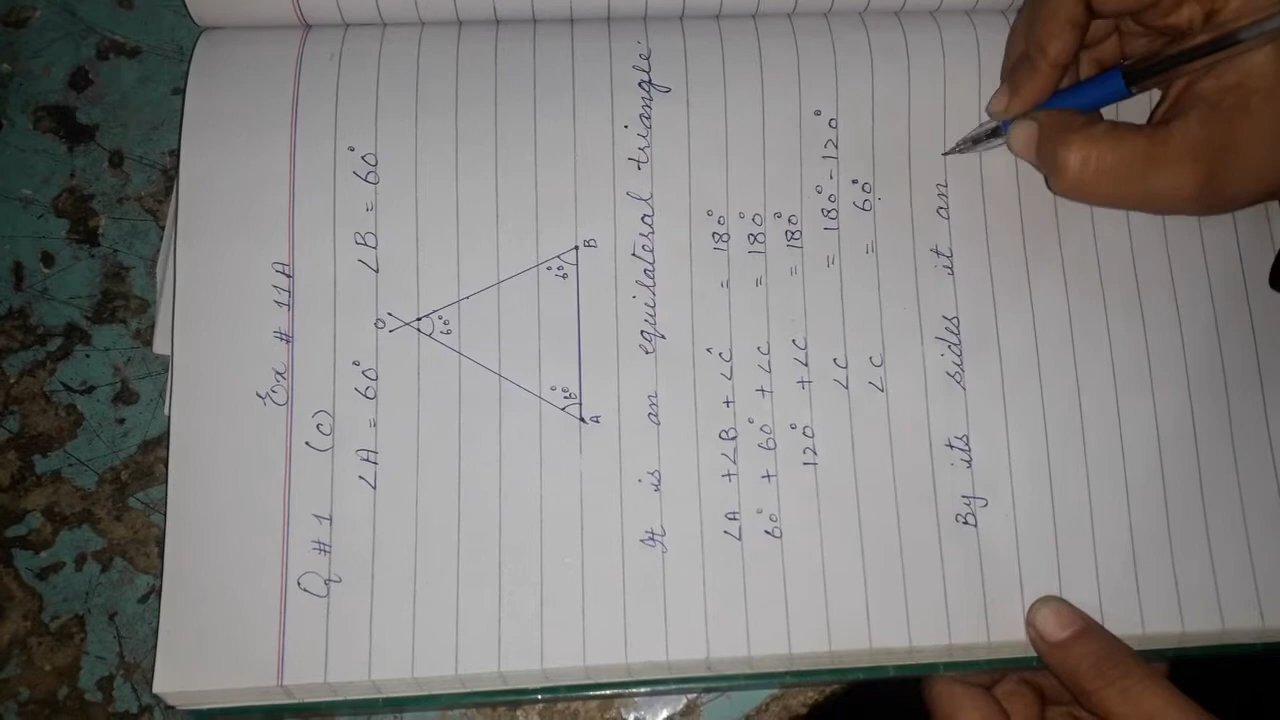 Ex # 11A
Q # 1 (c)
∠A = 60° ∠B = 60°
C
60°
60° 60°
A B
It is an equilateral triangle.
∠A + ∠B + ∠C = 180°
60° + 60° + ∠C = 180°
120° + ∠C = 180°
∠C = 180° - 120°
∠C = 60°
By its sides it an